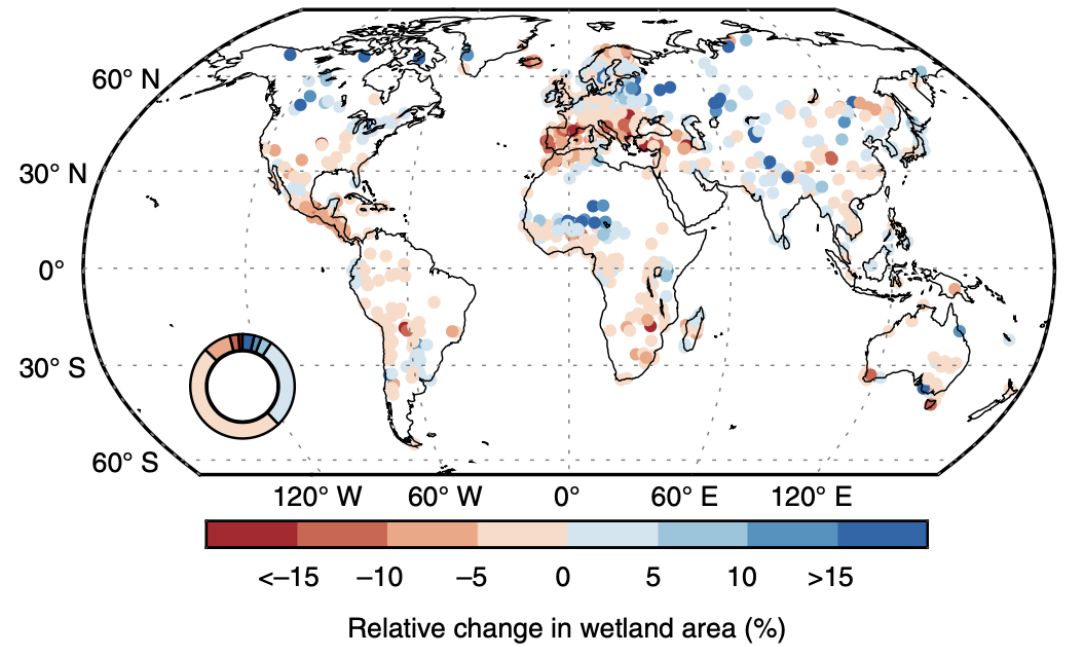 60° N
30° N
0°
30° S
60° S
120° W 60° W 0° 60° E 120° E
<–15 –10 –5 0 5 10 >15
Relative change in wetland area (%)